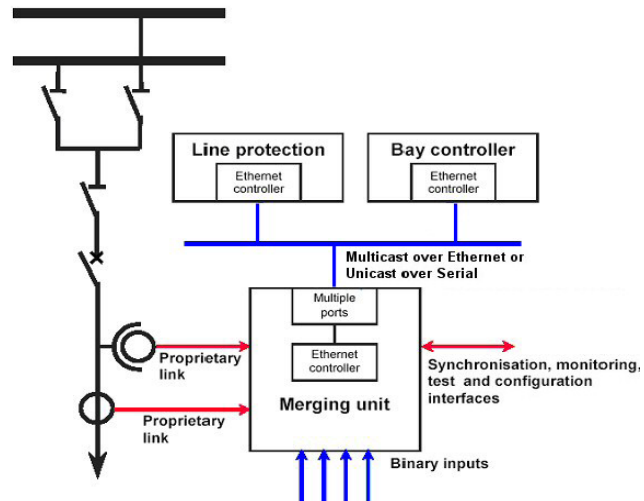 Line protection
Ethernet
controller
Bay controller
Ethernet
controller
Multicast over Ethernet or
Unicast over Serial
Multiple
ports
Ethernet
controller
Merging unit
Proprietary
link
Proprietary
link
Synchronisation, monitoring,
test and configuration
interfaces
Binary inputs